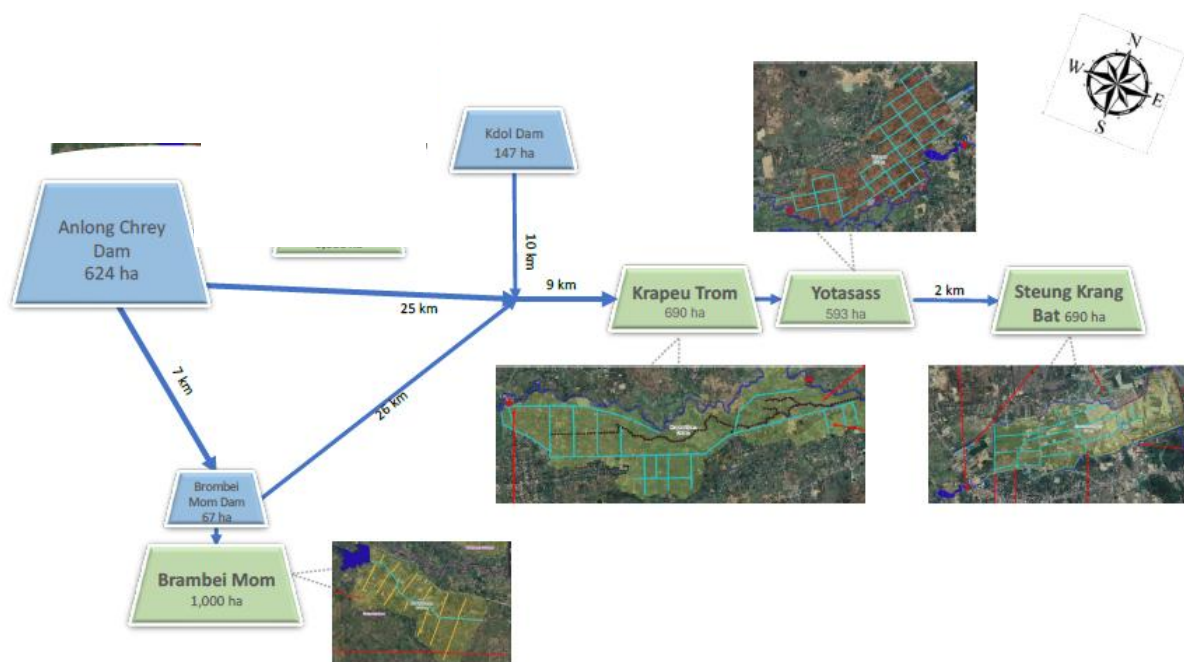 N
W
E
S
Kdol Dam
147 ha
Anlong Chrey
Dam
624 ha
10 km
25 km
9 km
Krapeu Trom
690 ha
Yotasass
593 ha
2 km
Steung Krang
Bat 690 ha
7 km
26 km
Brombei
Mom Dam
67 ha
Brambei Mom
1,000 ha